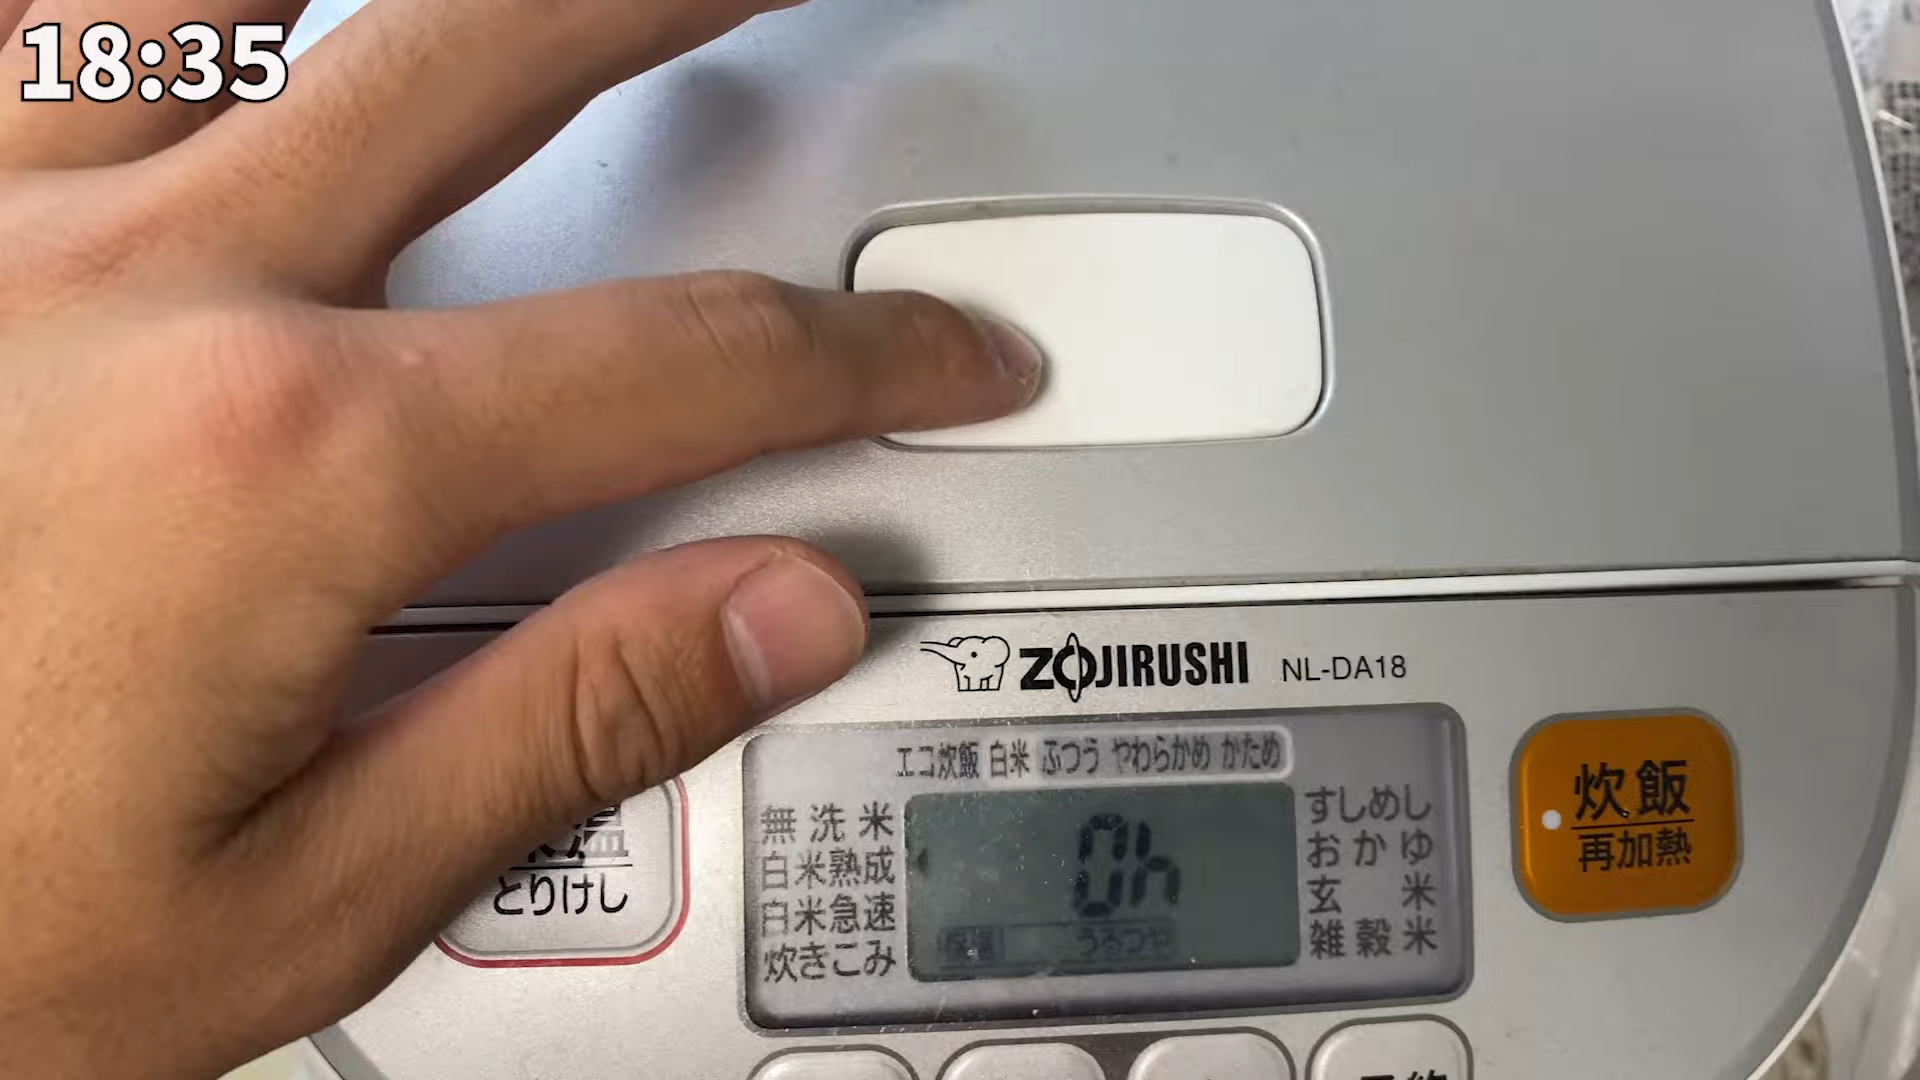 18:35
ZOJIRUSHI NL-DA18
エコ炊飯 白米 ふつう やわらかめ かため
無洗米
白米熟成
白米急速
炊きこみ
0h
うるつや
すしめし
おかゆ
玄米
雑穀米
炊飯
再加熱
とりけし